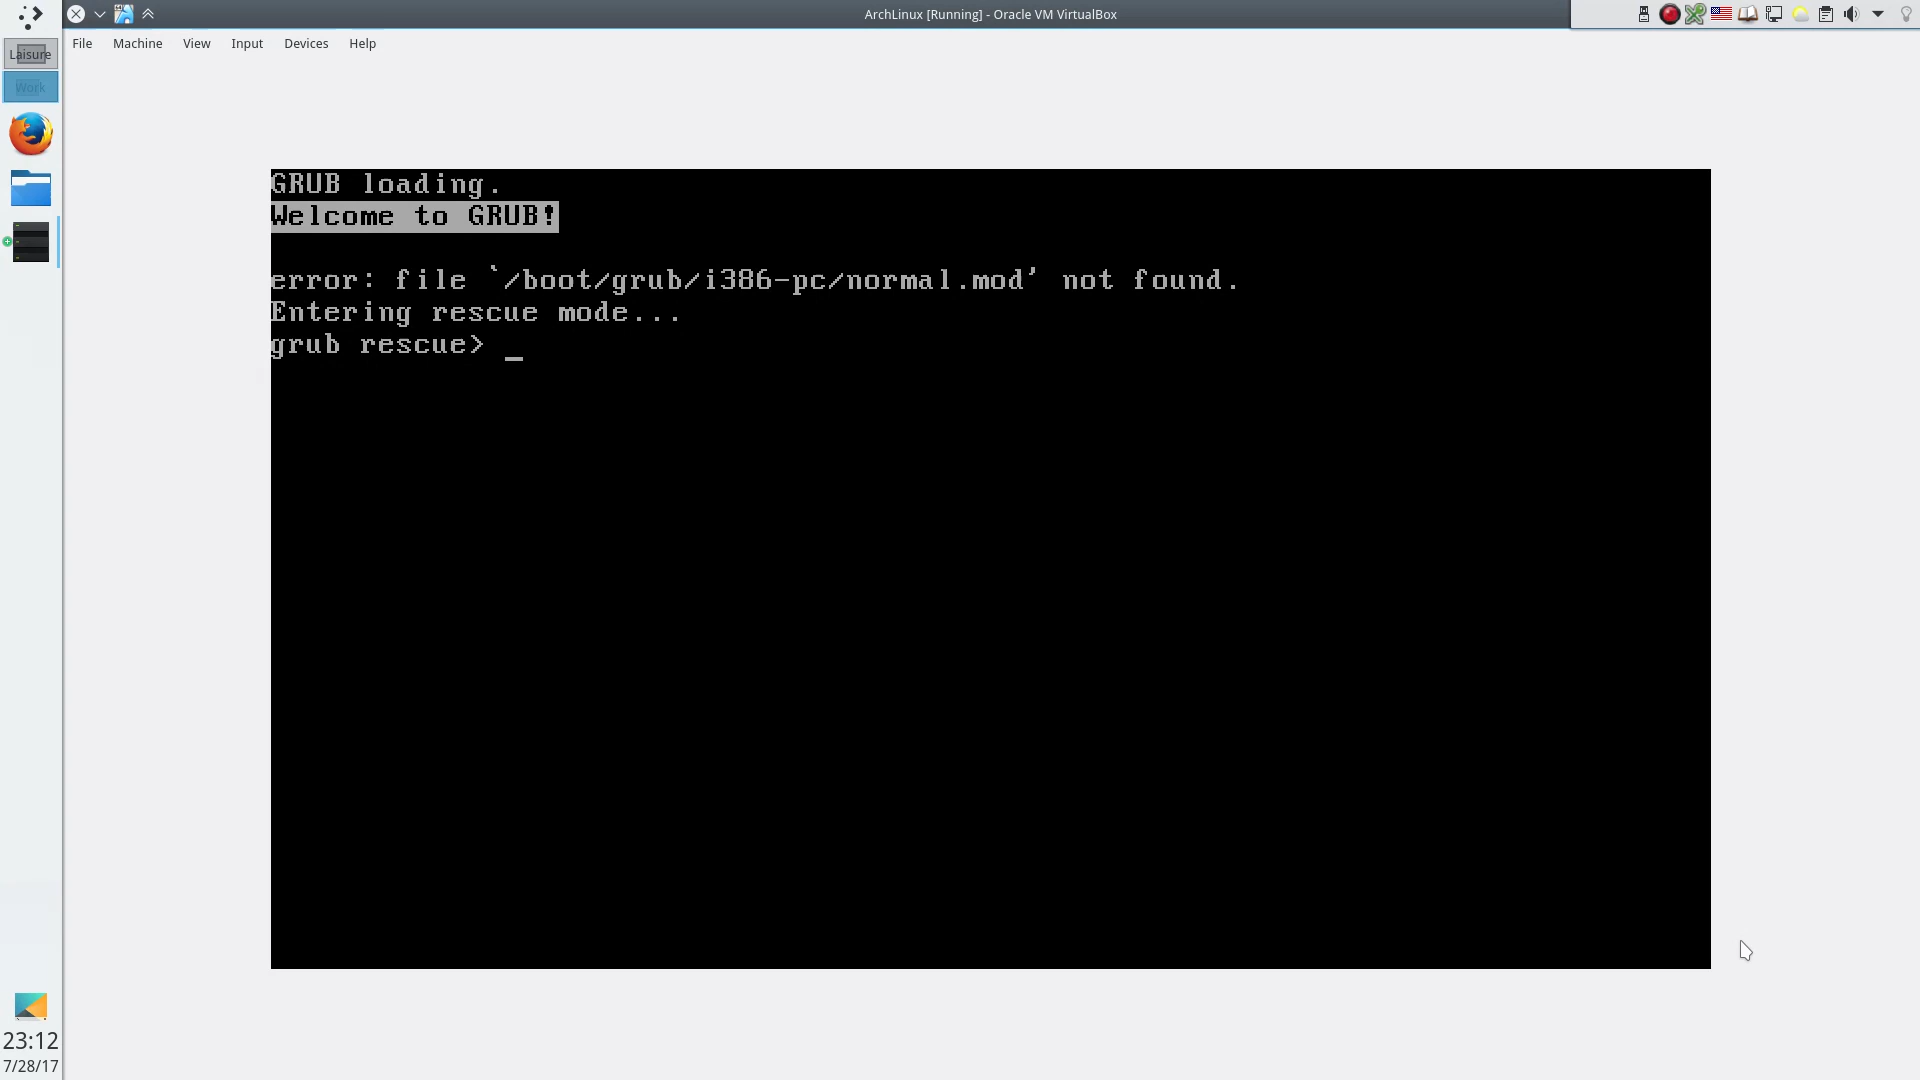 ArchLinux [Running] - Oracle VM VirtualBox
File Machine View Input Devices Help
Laisure
Work
GRUB loading.
Welcome to GRUB!
error: file `/boot/grub/i386-pc/normal.mod' not found.
Entering rescue mode...
grub rescue> _
23:12
7/28/17